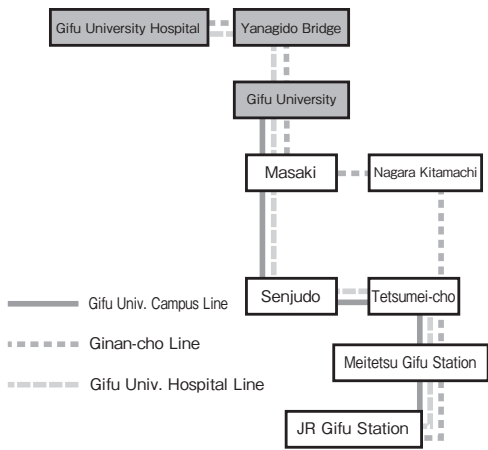 Gifu University Hospital
Yanagido Bridge
Gifu University
Masaki
Nagara Kitamachi
Senjudo
Tetsumei-cho
Gifu Univ. Campus Line
Ginan-cho Line
Meitetsu Gifu Station
Gifu Univ. Hospital Line
JR Gifu Station